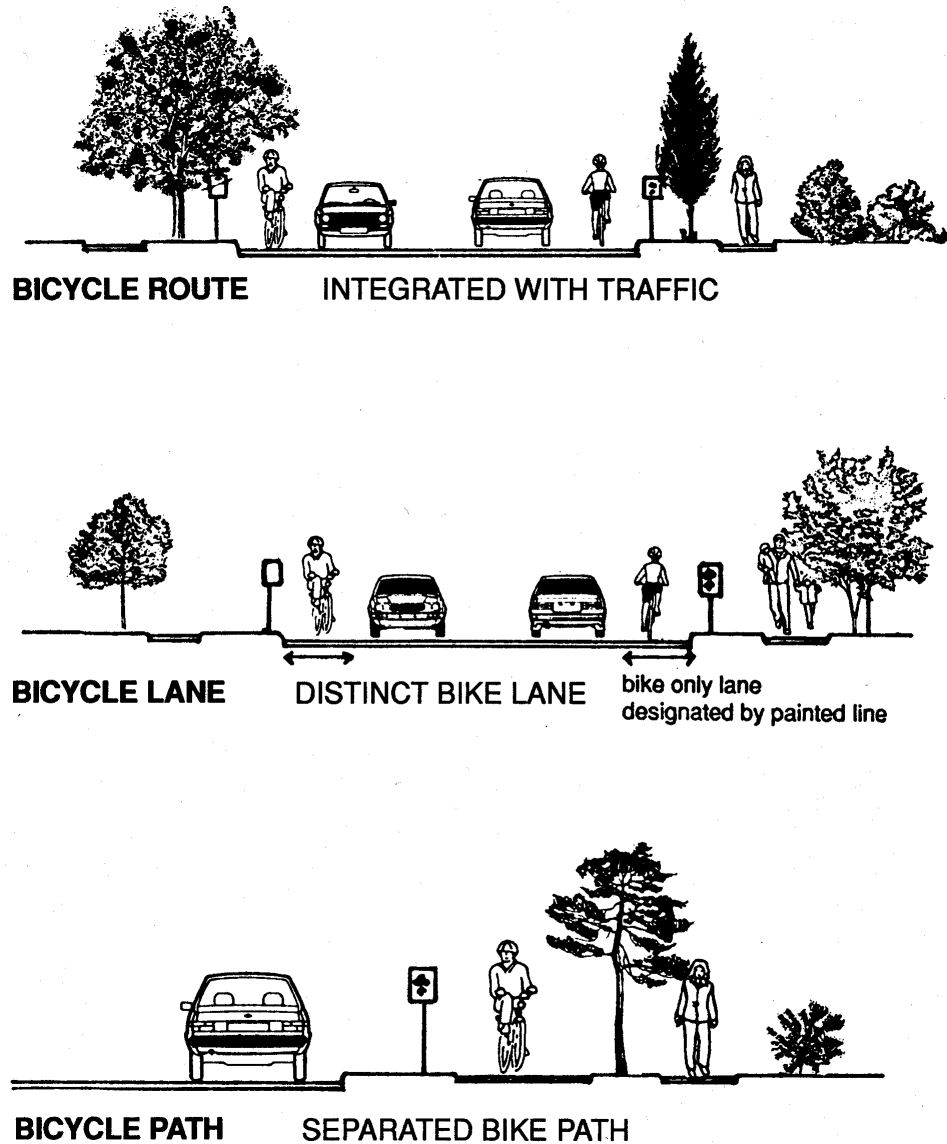 BICYCLE ROUTE INTEGRATED WITH TRAFFIC
BICYCLE LANE DISTINCT BIKE LANE
bike only lane
designated by painted line
BICYCLE PATH SEPARATED BIKE PATH